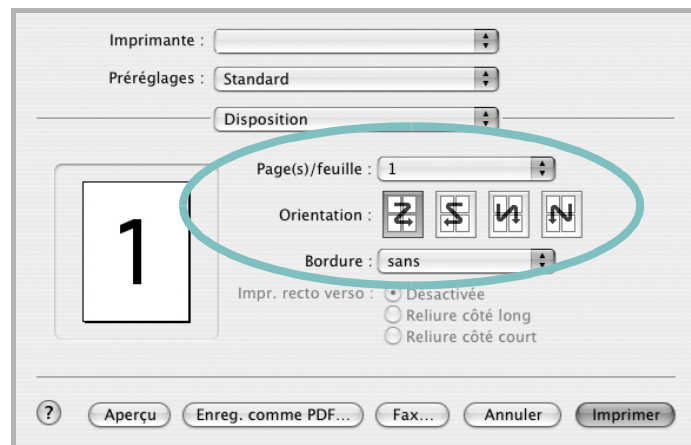 Imprimante :
Préréglages : Standard
Disposition
Page(s)/feuille : 1
1
Orientation :
Bordure : sans
Impr. recto verso : Désactivée
Reliure côté long
Reliure côté court
? Aperçu Enreg. comme PDF... Fax... Annuler Imprimer